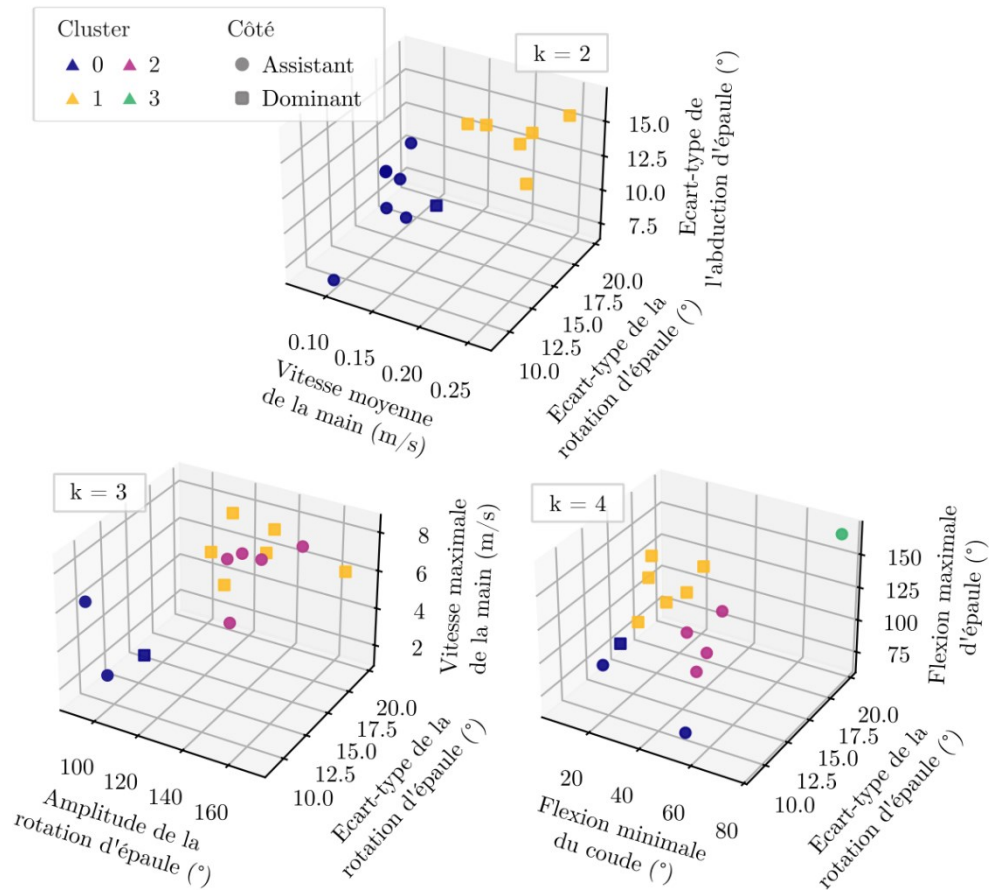 Cluster
Côté
0
2
Assistant
1
3
Dominant
k = 2
15.0
12.5
10.0
7.5
Ecart-type de
l'abduction d'épaule (°)
20.0
17.5
15.0
12.5
10.0
Ecart-type de la
rotation d'épaule (°)
0.10
0.15
0.20
0.25
Vitesse moyenne
de la main (m/s)
k = 3
8
6
4
2
Vitesse maximale
de la main (m/s)
20.0
17.5
15.0
12.5
10.0
Ecart-type de la
rotation d'épaule (°)
100
120
140
160
Amplitude de la
rotation d'épaule (°)
k = 4
150
125
100
75
Flexion maximale
d'épaule (°)
20.0
17.5
15.0
12.5
10.0
Ecart-type de la
rotation d'épaule (°)
20
40
60
80
Flexion minimale
du coude (°)